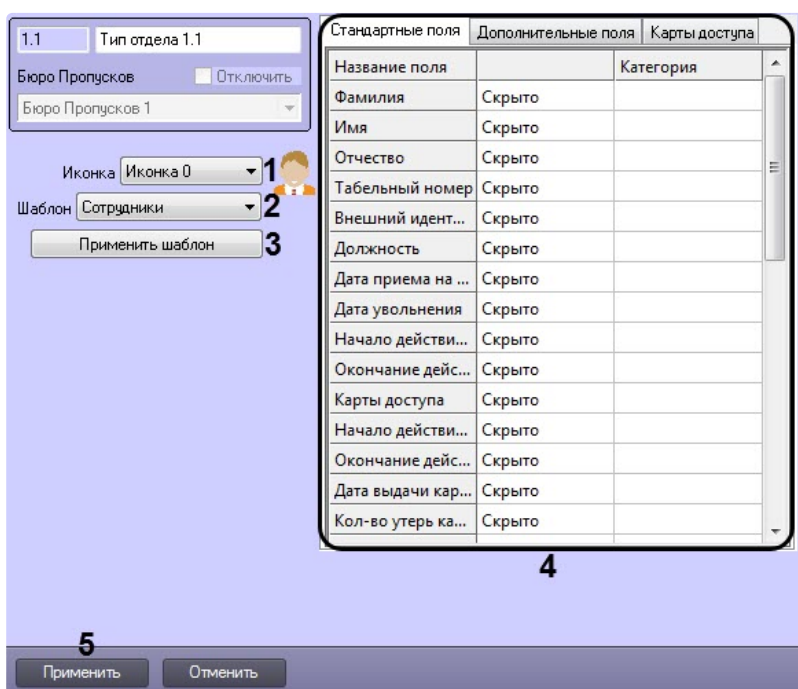 1.1 Тип отдела 1.1
Бюро Пропусков Отключить
Бюро Пропусков 1
Иконка Иконка 0 1
Шаблон Сотрудники 2
Применить шаблон 3
Стандартные поля Дополнительные поля Карты доступа
Название поля Категория
Фамилия Скрыто
Имя Скрыто
Отчество Скрыто
Табельный номер Скрыто
Внешний идент... Скрыто
Должность Скрыто
Дата приема на ... Скрыто
Дата увольнения Скрыто
Начало действи... Скрыто
Окончание дейс... Скрыто
Карты доступа Скрыто
Начало действи... Скрыто
Окончание дейс... Скрыто
Дата выдачи кар... Скрыто
Кол-во утерь ка... Скрыто
4
5
Применить Отменить